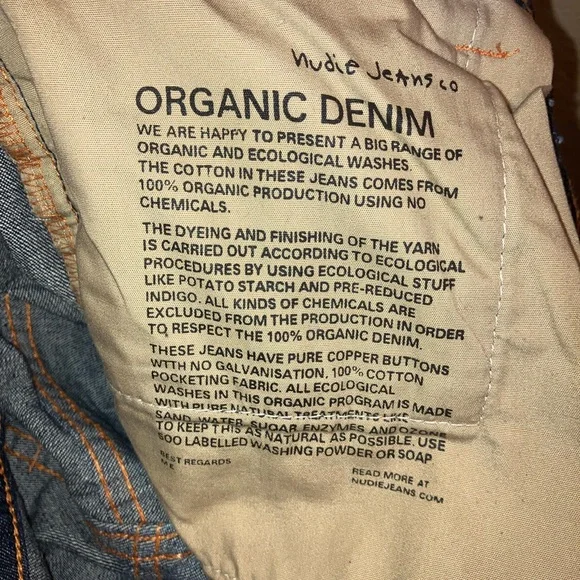 nudie jeans co
ORGANIC DENIM
WE ARE HAPPY TO PRESENT A BIG RANGE OF
ORGANIC AND ECOLOGICAL WASHES.
THE COTTON IN THESE JEANS COMES FROM
100% ORGANIC PRODUCTION USING NO
CHEMICALS.
THE DYEING AND FINISHING OF THE YARN
IS CARRIED OUT ACCORDING TO ECOLOGICAL
PROCEDURES BY USING ECOLOGICAL STUFF
LIKE POTATO STARCH AND PRE-REDUCED
INDIGO. ALL KINDS OF CHEMICALS ARE
EXCLUDED FROM THE PRODUCTION IN ORDER
TO RESPECT THE 100% ORGANIC DENIM.
THESE JEANS HAVE PURE COPPER BUTTONS
WTTH NO GALVANISATION. 100% COTTON
POCKETING FABRIC. ALL ECOLOGICAL
WASHES IN THIS ORGANIC PROGRAM IS MADE
WITH PURE NATURAL TREATMENTS LIKE
SAND, WATER, SUGAR, ENZYMES AND OZONE
TO KEEP THIS AS NATURAL AS POSSIBLE. USE
ECO LABELLED WASHING POWDER OR SOAP
BEST REGARDS
ME
READ MORE AT
NUDIEJEANS.COM